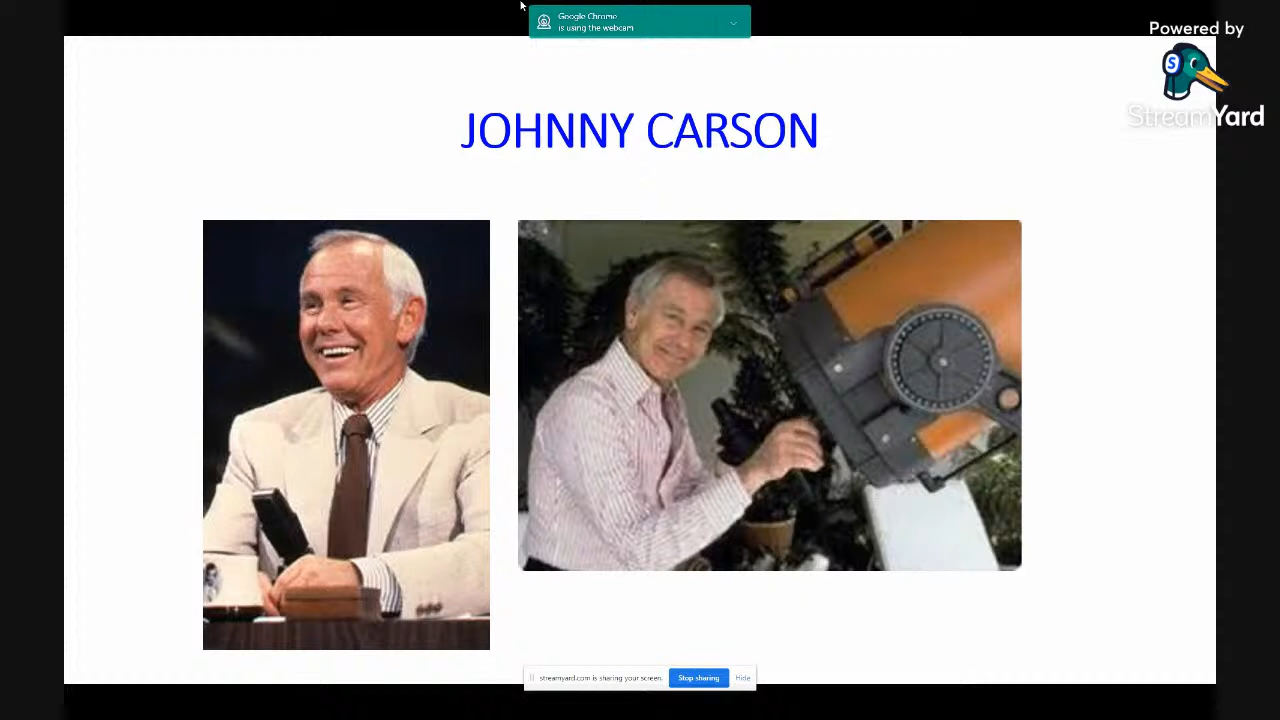 Google Chrome
is using the webcam
Powered by
StreamYard
JOHNNY CARSON
streamyard.com is sharing your screen.
Stop sharing
Hide